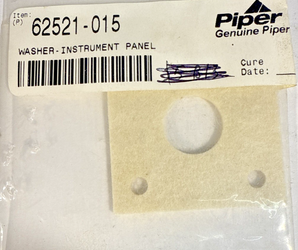 Item:
(P) 62521-015
WASHER-INSTRUMENT PANEL
Piper
Genuine Piper
Cure
Date: